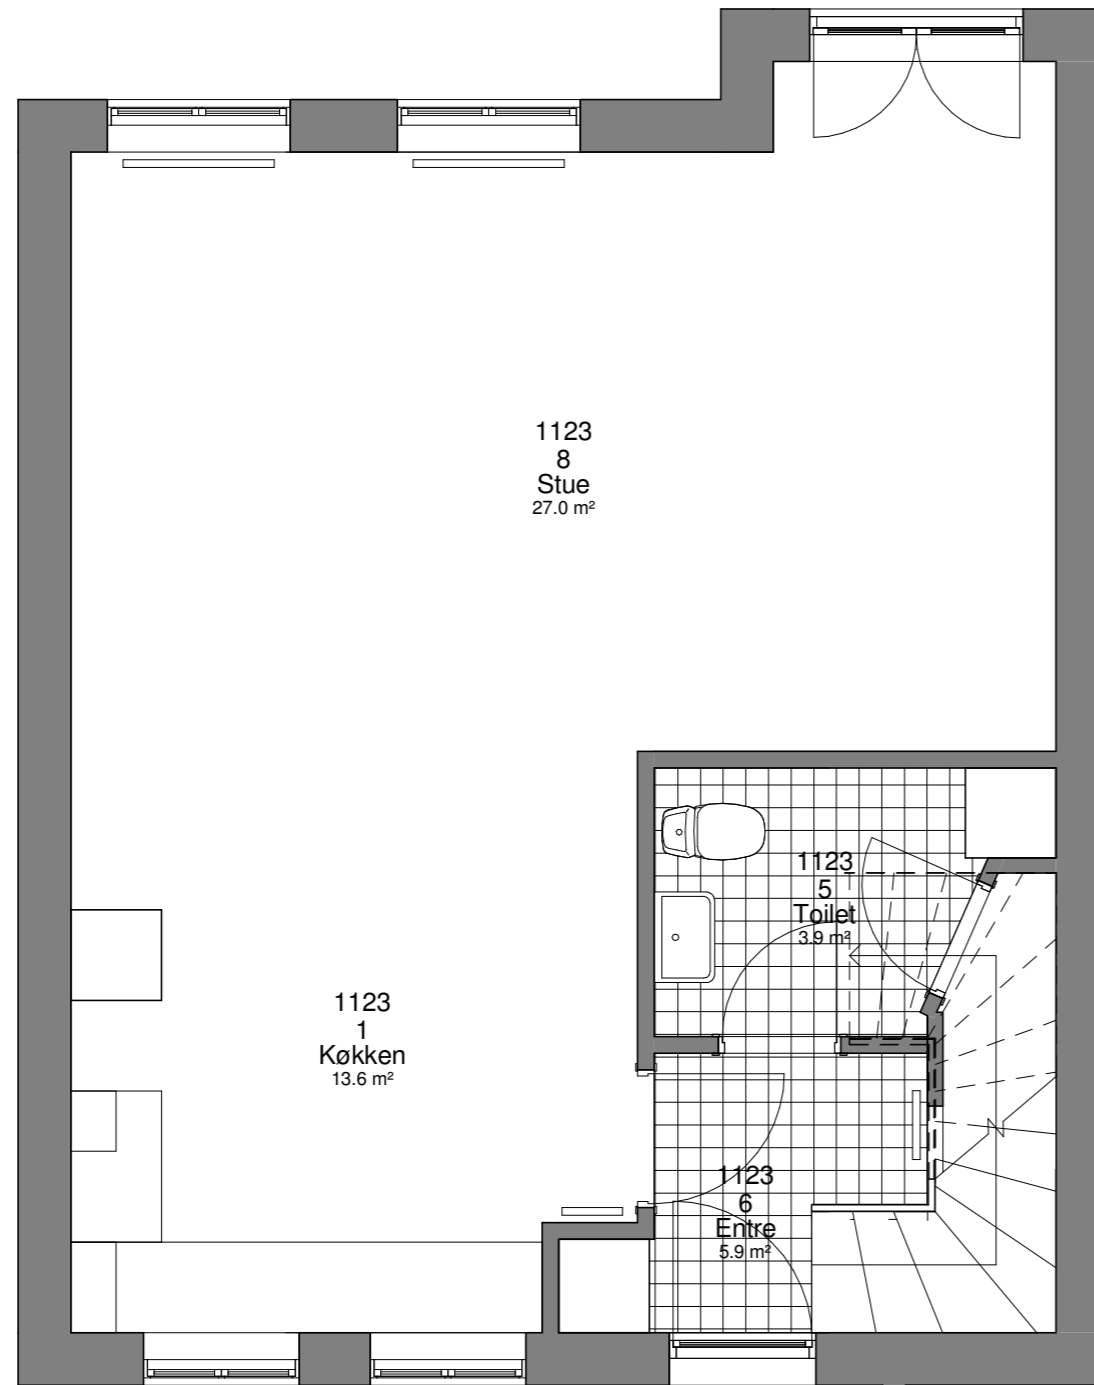 1123
8
Stue
27.0 m²
1123
5
Toilet
3.9 m²
1123
1
Køkken
13.6 m²
1123
6
Entre
5.9 m²